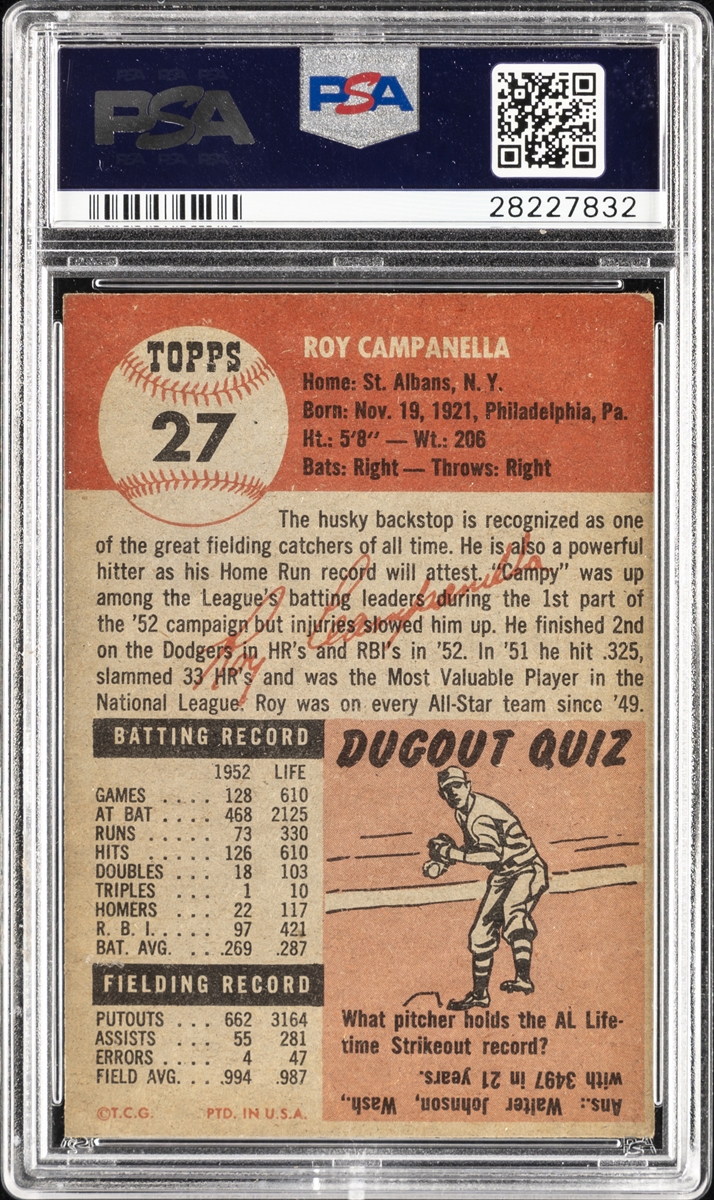 PSA
PSA
28227832
TOPPS
27
ROY CAMPANELLA
Home: St. Albans, N. Y.
Born: Nov. 19, 1921, Philadelphia, Pa.
Ht.: 5'8" — Wt.: 206
Bats: Right — Throws: Right
The husky backstop is recognized as one
of the great fielding catchers of all time. He is also a powerful
hitter as his Home Run record will attest. "Campy" was up
among the League's batting leaders during the 1st part of
the '52 campaign but injuries slowed him up. He finished 2nd
on the Dodgers in HR's and RBI's in '52. In '51 he hit .325,
slammed 33 HR's and was the Most Valuable Player in the
National League. Roy was on every All-Star team since '49.
Roy Campanella
BATTING RECORD
1952 LIFE
GAMES .... 128 610
AT BAT .... 468 2125
RUNS ..... 73 330
HITS ..... 126 610
DOUBLES ... 18 103
TRIPLES ... 1 10
HOMERS ... 22 117
R. B. I. .... 97 421
BAT. AVG. ... .269 .287
FIELDING RECORD
PUTOUTS ... 662 3164
ASSISTS ... 55 281
ERRORS .... 4 47
FIELD AVG. ... .994 .987
©T.C.G. PTD. IN U.S.A.
DUGOUT QUIZ
What pitcher holds the AL Life-
time Strikeout record?
Ans.: Walter Johnson, Wash.,
with 3497 in 21 years.